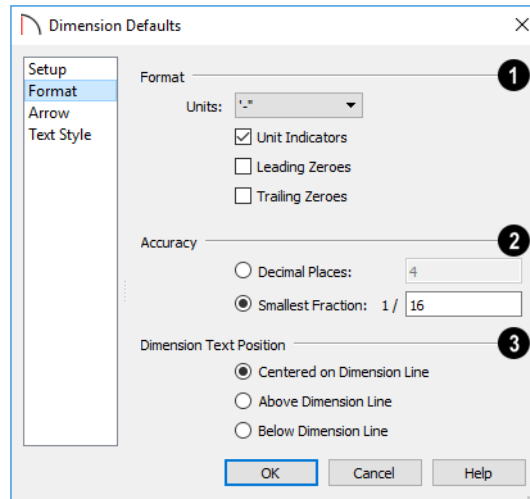 Dimension Defaults
Setup
Format
Arrow
Text Style
Format
1
Units: '-"
Unit Indicators
Leading Zeroes
Trailing Zeroes
Accuracy
2
Decimal Places: 4
Smallest Fraction: 1 / 16
Dimension Text Position
3
Centered on Dimension Line
Above Dimension Line
Below Dimension Line
OK Cancel Help